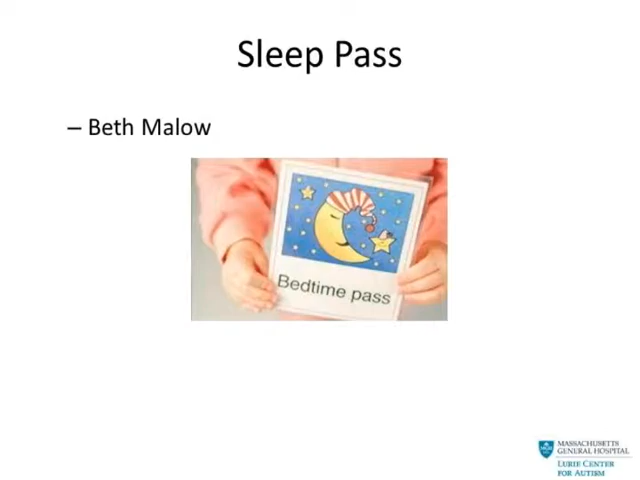 Sleep Pass
– Beth Malow
Bedtime pass
MASSACHUSETTS
GENERAL HOSPITAL
LURIE CENTER
FOR AUTISM